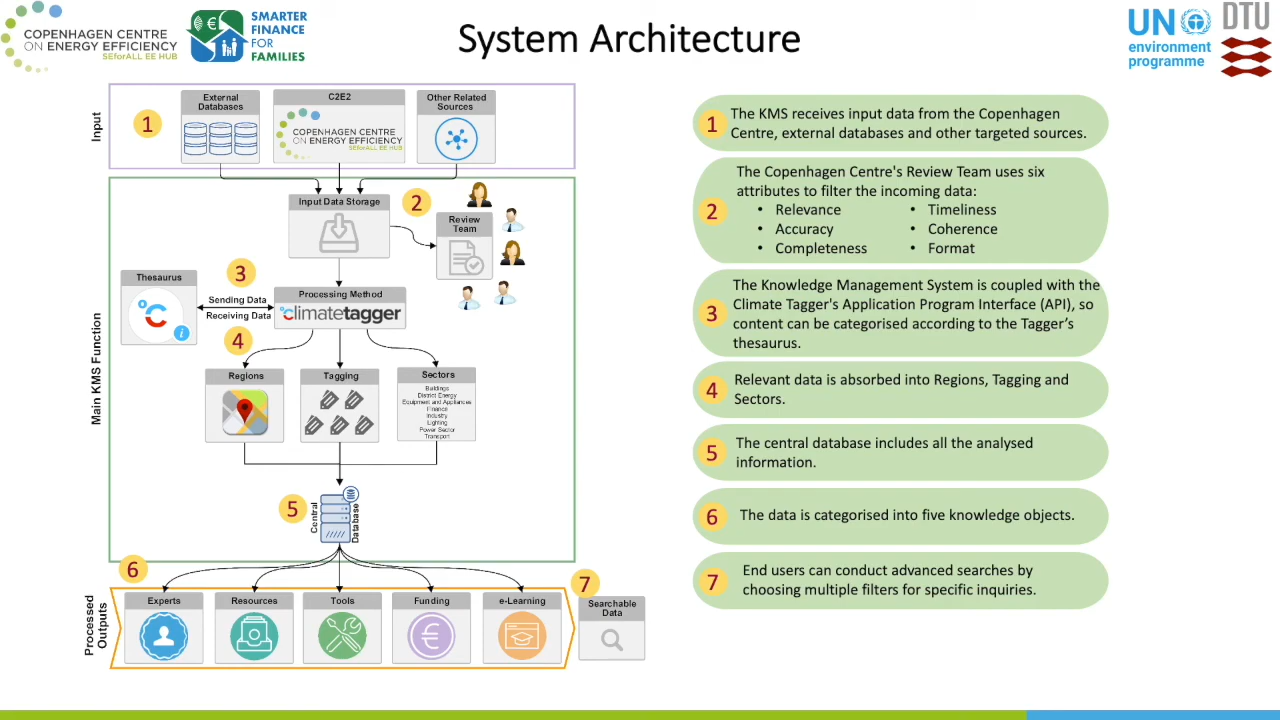 COPENHAGEN CENTRE
ON ENERGY EFFICIENCY
SEforALL EE HUB
SMARTER
FINANCE
FOR
FAMILIES
System Architecture
UN
environment
programme
DTU
Input
1
External
Databases
C2E2
COPENHAGEN CENTRE
ON ENERGY EFFICIENCY
SEforALL EE HUB
Other Related
Sources
Main KMS Function
Input Data Storage
2
Review
Team
Thesaurus
3
Sending Data
Receiving Data
4
Processing Method
climatetagger
Regions
Tagging
Sectors
Buildings
District Energy
Equipment and Appliances
Finance
Industry
Lighting
Power Sector
Transport
5
Central
Database
6
7
Processed
Outputs
Experts
Resources
Tools
Funding
e-Learning
Searchable
Data
1
The KMS receives input data from the Copenhagen
Centre, external databases and other targeted sources.
2
The Copenhagen Centre's Review Team uses six
attributes to filter the incoming data:
• Relevance
• Accuracy
• Completeness
• Timeliness
• Coherence
• Format
3
The Knowledge Management System is coupled with the
Climate Tagger's Application Program Interface (API), so
content can be categorised according to the Tagger's
thesaurus.
4
Relevant data is absorbed into Regions, Tagging and
Sectors.
5
The central database includes all the analysed
information.
6
The data is categorised into five knowledge objects.
7
End users can conduct advanced searches by
choosing multiple filters for specific inquiries.